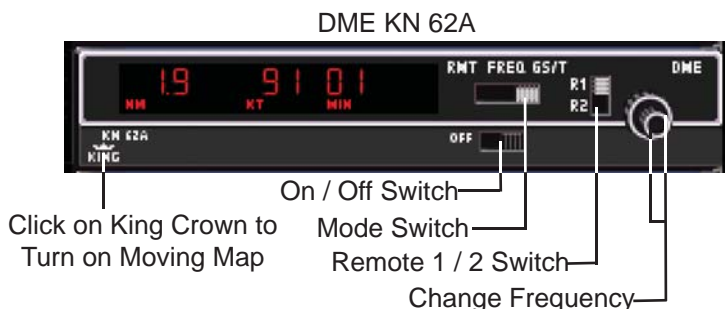 DME KN 62A
RMT FREQ GS/T DME
1.9 91 01
R1
R2
NM KT MIN
KN 62A
KING
OFF
On / Off Switch
Click on King Crown to
Turn on Moving Map
Mode Switch
Remote 1 / 2 Switch
Change Frequency